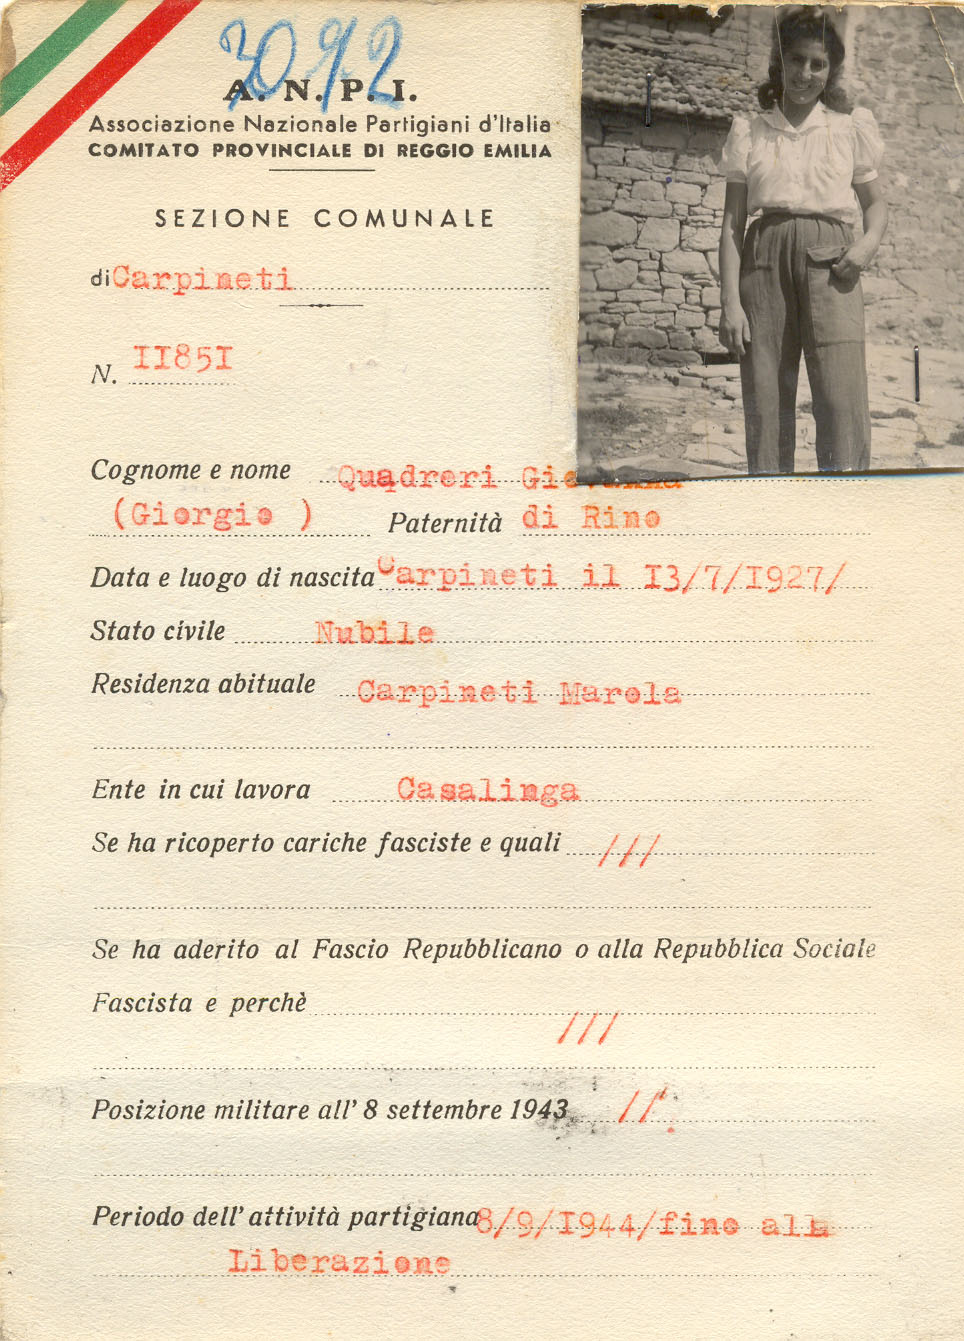 3092
A. N. P. I.
Associazione Nazionale Partigiani d'Italia
COMITATO PROVINCIALE DI REGGIO EMILIA
SEZIONE COMUNALE
di Carpineti
N. 11851
Cognome e nome Quadreri Giovanna
(Giorgio ) Paternità di Rino
Data e luogo di nascita Carpineti il 13/7/1927/
Stato civile Nubile
Residenza abituale Carpineti Marola
Ente in cui lavora Casalinga
Se ha ricoperto cariche fasciste e quali ///
Se ha aderito al Fascio Repubblicano o alla Repubblica Sociale
Fascista e perchè
///
Posizione militare all' 8 settembre 1943 //.
Periodo dell' attività partigiana 8/9/1944/fino alla
Liberazione